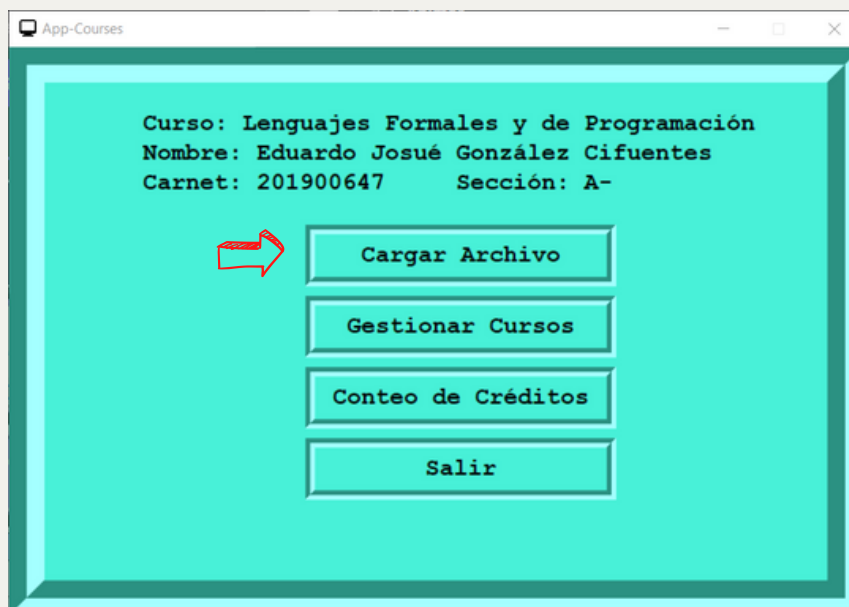 App-Courses
Curso: Lenguajes Formales y de Programación
Nombre: Eduardo Josué González Cifuentes
Carnet: 201900647 Sección: A-
Cargar Archivo
Gestionar Cursos
Conteo de Créditos
Salir